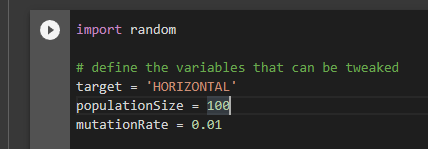 import random
# define the variables that can be tweaked
target = 'HORIZONTAL'
populationSize = 100
mutationRate = 0.01